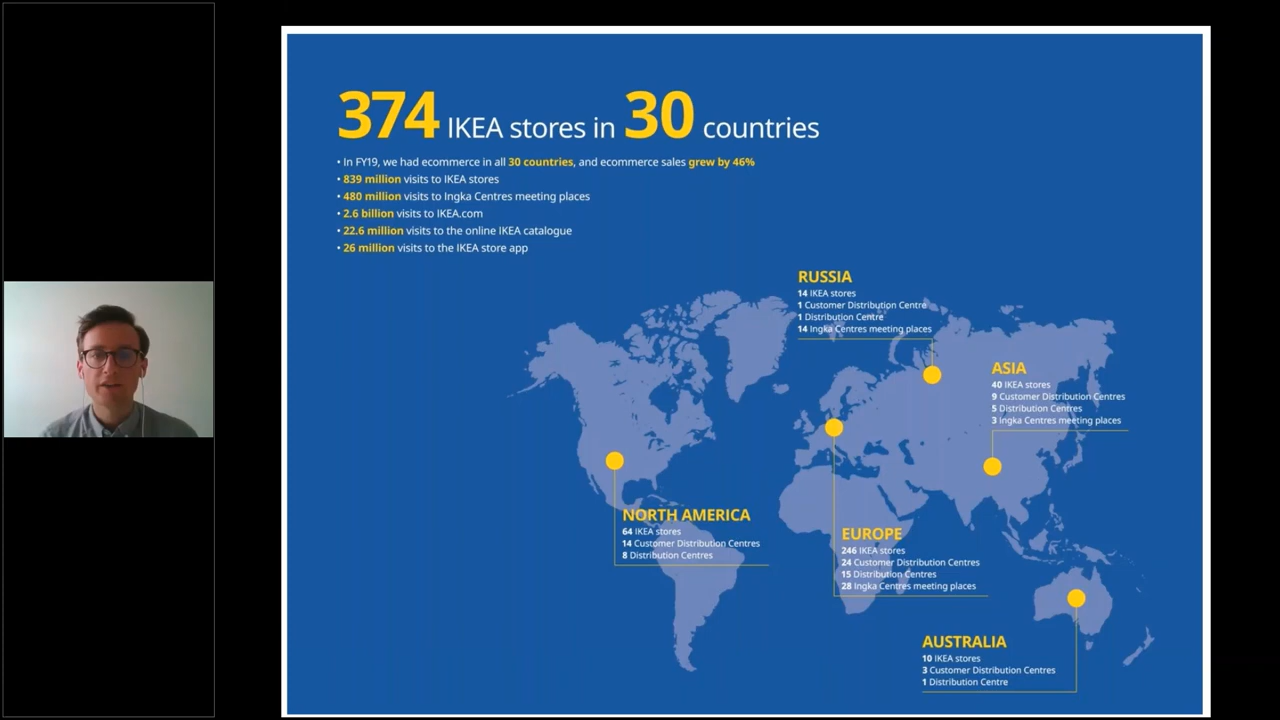 374 IKEA stores in 30 countries
• In FY19, we had ecommerce in all 30 countries, and ecommerce sales grew by 46%
• 839 million visits to IKEA stores
• 480 million visits to Ingka Centres meeting places
• 2.6 billion visits to IKEA.com
• 22.6 million visits to the online IKEA catalogue
• 26 million visits to the IKEA store app
RUSSIA
14 IKEA stores
1 Customer Distribution Centre
1 Distribution Centre
14 Ingka Centres meeting places
ASIA
40 IKEA stores
9 Customer Distribution Centres
5 Distribution Centres
3 Ingka Centres meeting places
NORTH AMERICA
64 IKEA stores
14 Customer Distribution Centres
8 Distribution Centres
EUROPE
246 IKEA stores
24 Customer Distribution Centres
15 Distribution Centres
28 Ingka Centres meeting places
AUSTRALIA
10 IKEA stores
3 Customer Distribution Centres
1 Distribution Centre